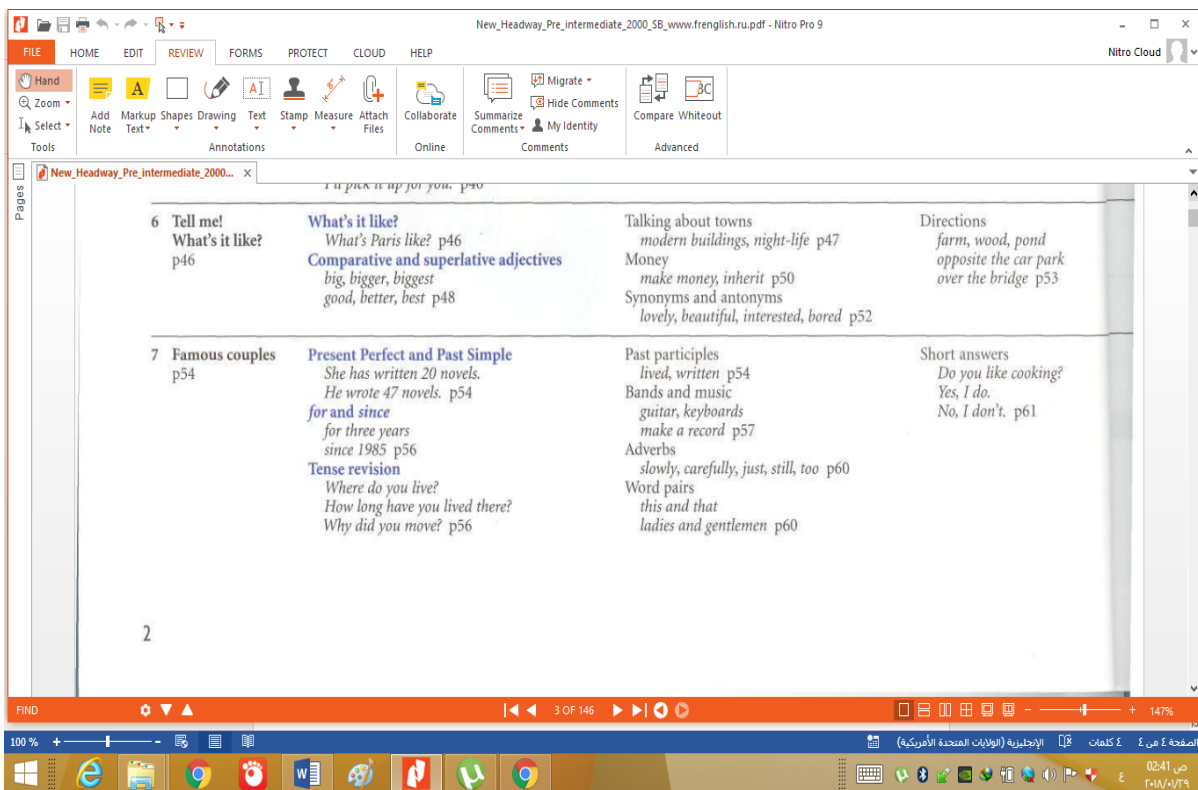 New_Headway_Pre_intermediate_2000_SB_www.frenglish.ru.pdf - Nitro Pro 9
FILE HOME EDIT REVIEW FORMS PROTECT CLOUD HELP Nitro Cloud
Hand
Zoom
Select
Tools
Add Note
Markup Text
Shapes
Drawing
Text
Stamp
Measure
Attach Files
Annotations
Collaborate
Online
Summarize Comments
Migrate
Hide Comments
My Identity
Comments
Compare
Whiteout
Advanced
New_Headway_Pre_intermediate_2000...
Pages
I'll pick it up for you. p40
6 Tell me!
What's it like?
p46
What's it like?
What's Paris like? p46
Comparative and superlative adjectives
big, bigger, biggest
good, better, best p48
Talking about towns
modern buildings, night-life p47
Money
make money, inherit p50
Synonyms and antonyms
lovely, beautiful, interested, bored p52
Directions
farm, wood, pond
opposite the car park
over the bridge p53
7 Famous couples
p54
Present Perfect and Past Simple
She has written 20 novels.
He wrote 47 novels. p54
for and since
for three years
since 1985 p56
Tense revision
Where do you live?
How long have you lived there?
Why did you move? p56
Past participles
lived, written p54
Bands and music
guitar, keyboards
make a record p57
Adverbs
slowly, carefully, just, still, too p60
Word pairs
this and that
ladies and gentlemen p60
Short answers
Do you like cooking?
Yes, I do.
No, I don't. p61
2
FIND
3 OF 146
147%
100 %
الصفحة ٤ من ٤
٤ كلمات
الإنجليزية (الولايات المتحدة الأمريكية)
ع
02:41 ص
٢٠١٨/٠١/٢٩